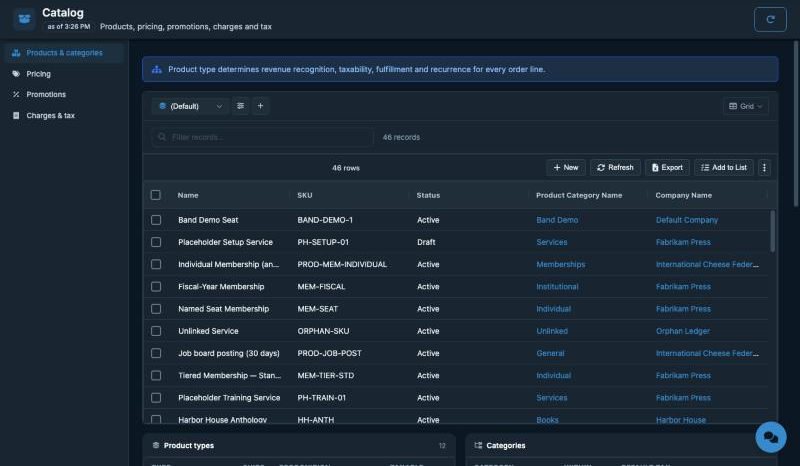 Catalog
as of 3:26 PM Products, pricing, promotions, charges and tax
Products & categories
Pricing
Promotions
Charges & tax
Product type determines revenue recognition, taxability, fulfillment and recurrence for every order line.
(Default)
Grid
Filter records...
46 records
46 rows
New
Refresh
Export
Add to List
Name SKU Status Product Category Name Company Name
Band Demo Seat BAND-DEMO-1 Active Band Demo Default Company
Placeholder Setup Service PH-SETUP-01 Draft Services Fabrikam Press
Individual Membership (an... PROD-MEM-INDIVIDUAL Active Memberships International Cheese Feder...
Fiscal-Year Membership MEM-FISCAL Active Institutional Fabrikam Press
Named Seat Membership MEM-SEAT Active Individual Fabrikam Press
Unlinked Service ORPHAN-SKU Active Unlinked Orphan Ledger
Job board posting (30 days) PROD-JOB-POST Active General International Cheese Feder...
Tiered Membership — Stan... MEM-TIER-STD Active Individual Fabrikam Press
Placeholder Training Service PH-TRAIN-01 Active Services Fabrikam Press
Harbor House Anthology HH-ANTH Active Books Harbor House
Product types 12
Categories